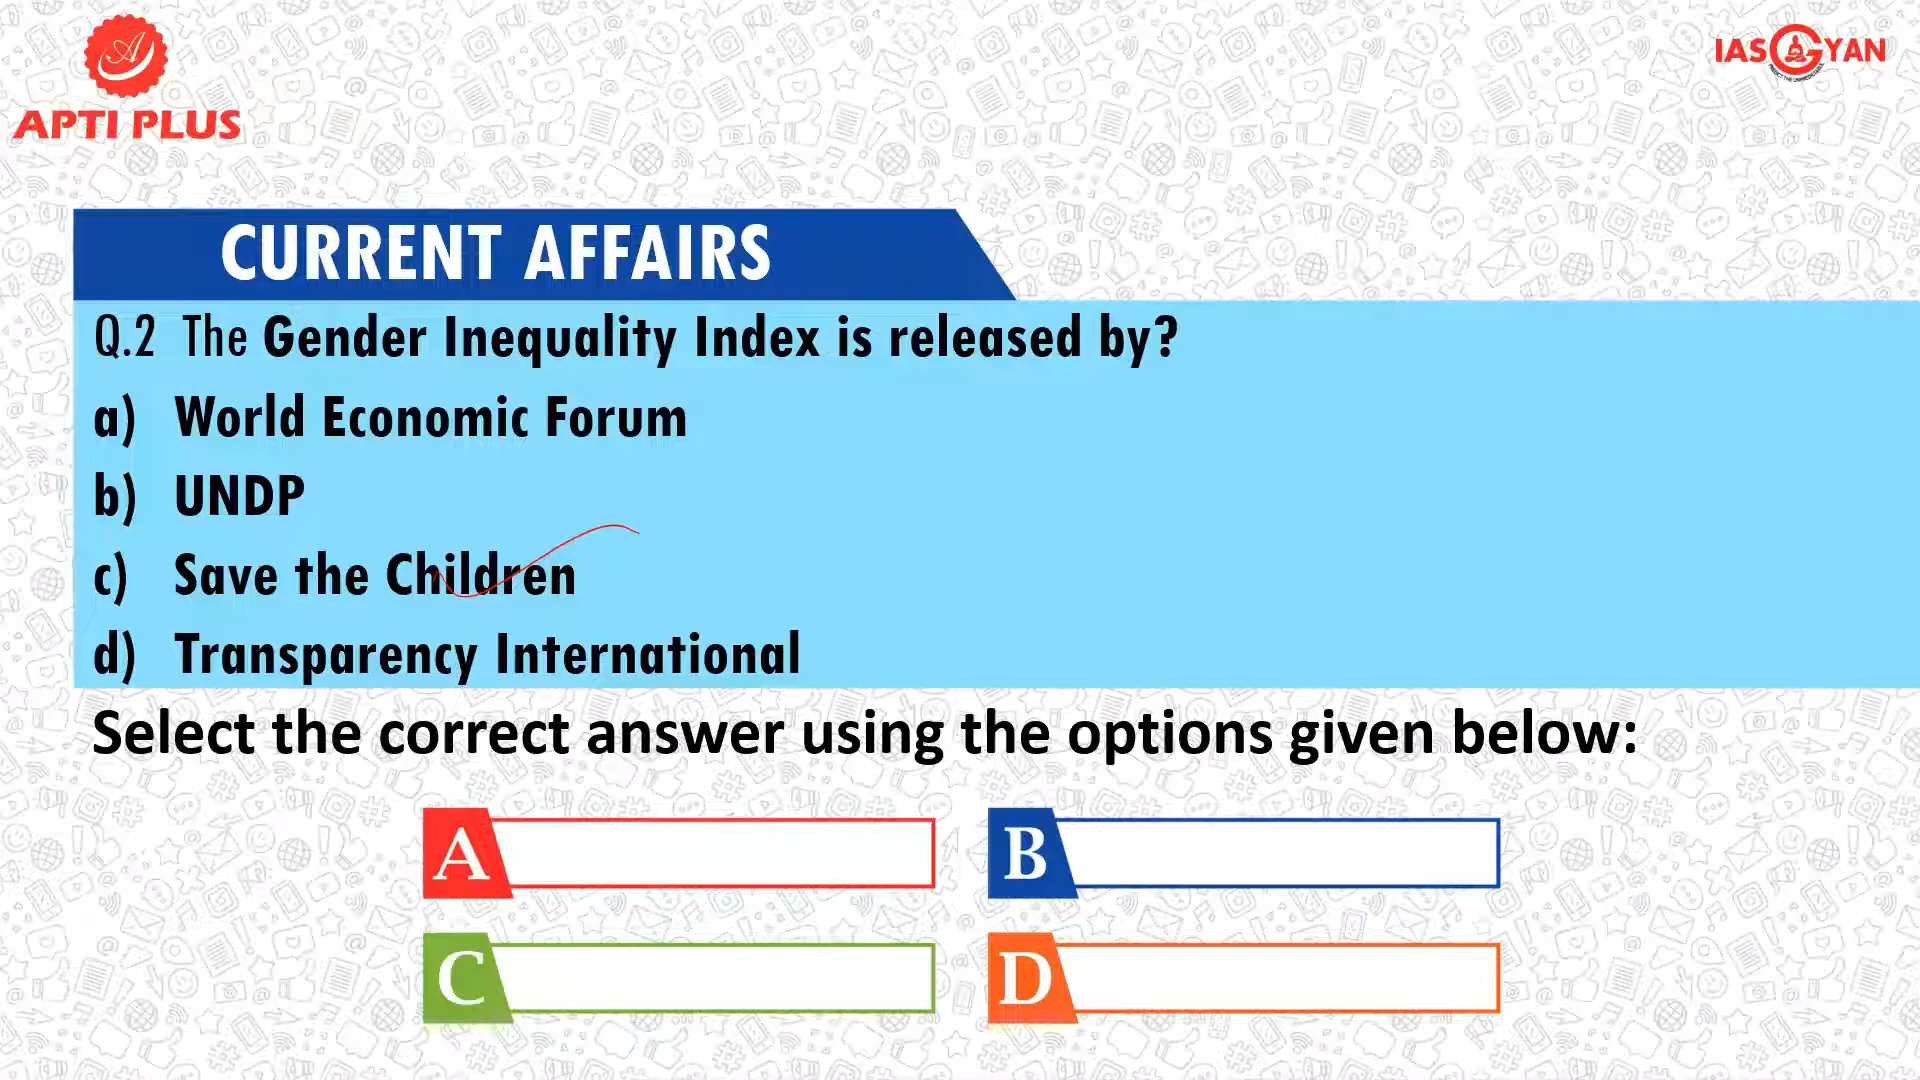 APTI PLUS
IAS GYAN
CURRENT AFFAIRS
Q.2 The Gender Inequality Index is released by?
a) World Economic Forum
b) UNDP
c) Save the Children
d) Transparency International
Select the correct answer using the options given below:
A
B
C
D